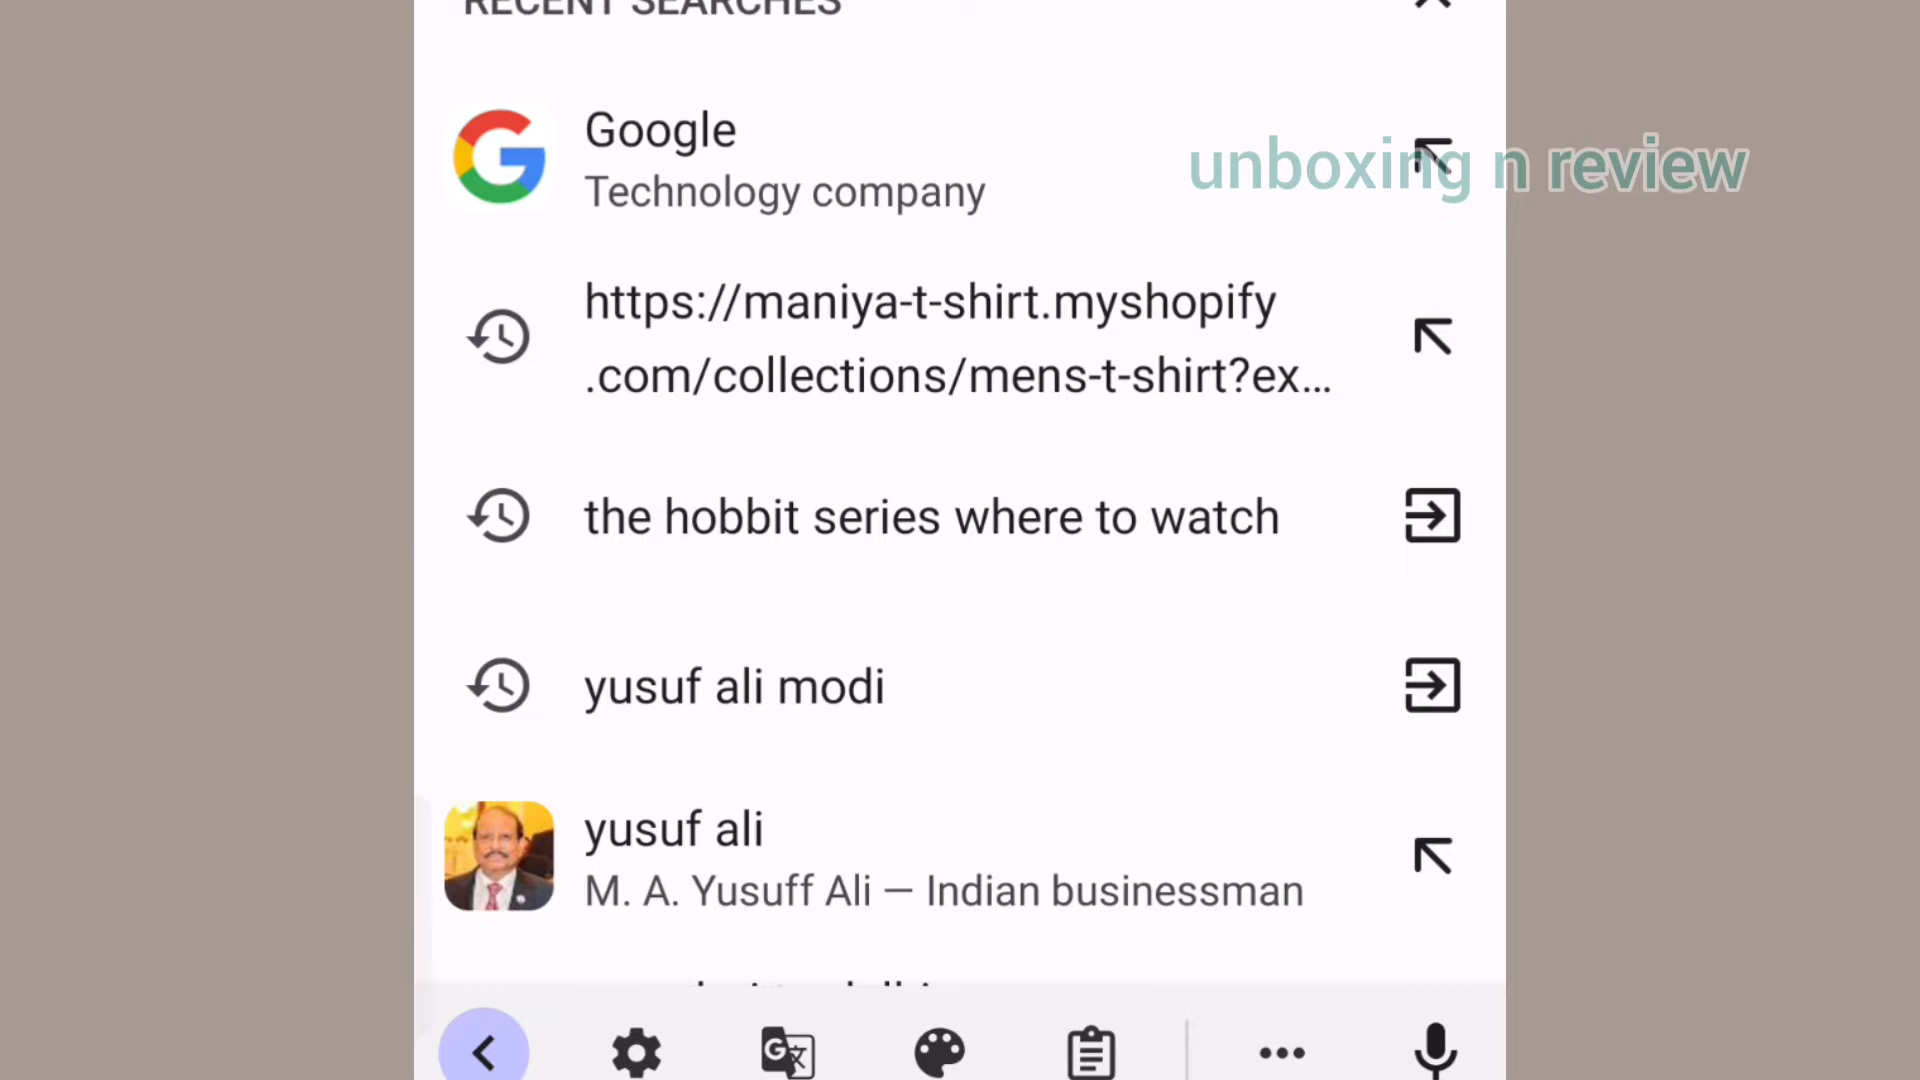 RECENT SEARCHES
Google
Technology company
unboxing n review
https://maniya-t-shirt.myshopify
.com/collections/mens-t-shirt?ex...
the hobbit series where to watch
yusuf ali modi
yusuf ali
M. A. Yusuff Ali — Indian businessman